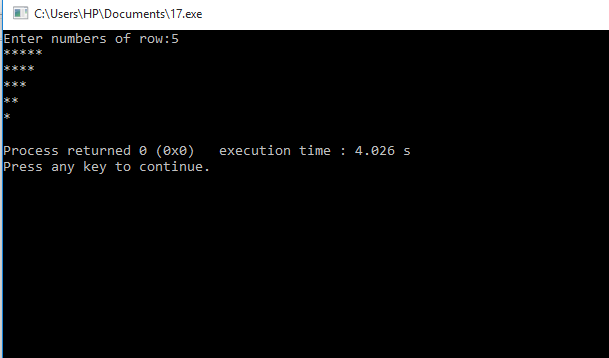 C:\Users\HP\Documents\17.exe
Enter numbers of row:5
*****
****
***
**
*
Process returned 0 (0x0)   execution time : 4.026 s
Press any key to continue.